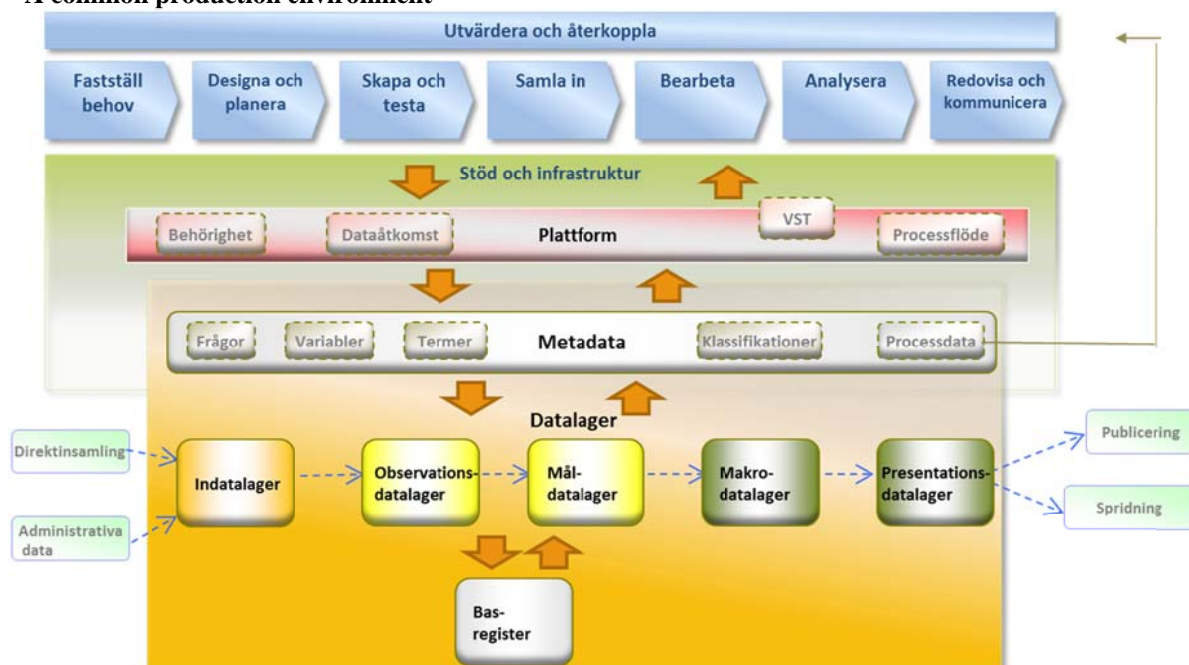 A common production environment
Utvärdera och återkoppla
Fastställ
behov
Designa och
planera
Skapa och
testa
Samla in
Bearbeta
Analysera
Redovisa och
kommunicera
Stöd och infrastruktur
Behörighet
Dataåtkomst
Plattform
VST
Processflöde
Frågor
Variabler
Termer
Metadata
Klassifikationer
Processdata
Datalager
Direktinsamling
Administrativa
data
Indatalager
Observations-
datalager
Mål-
datalager
Makro-
datalager
Presentations-
datalager
Publicering
Spridning
Bas-
register